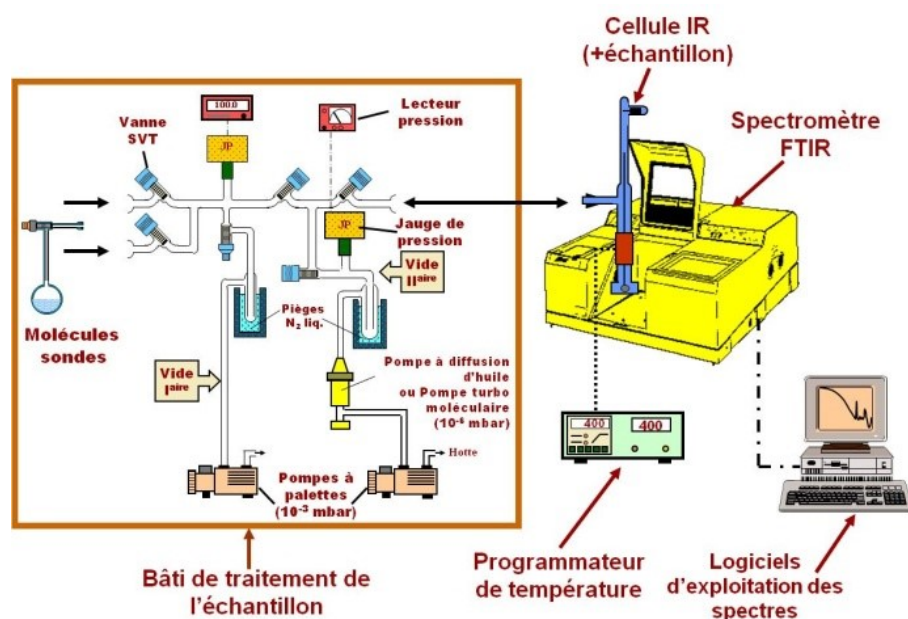 Cellule IR
(+échantillon)
Lecteur
pression
100.0
Vanne
SVT
JP
Spectromètre
FTIR
JP
Jauge de
pression
Vide
IIaire
Molécules
sondes
Pièges
N2 liq.
Vide
Iaire
Pompe à diffusion
d'huile
ou Pompe turbo
moléculaire
(10-6 mbar)
400
400
Hotte
Pompes à
palettes
(10-3 mbar)
Bâti de traitement de
l'échantillon
Programmateur
de température
Logiciels
d'exploitation des
spectres